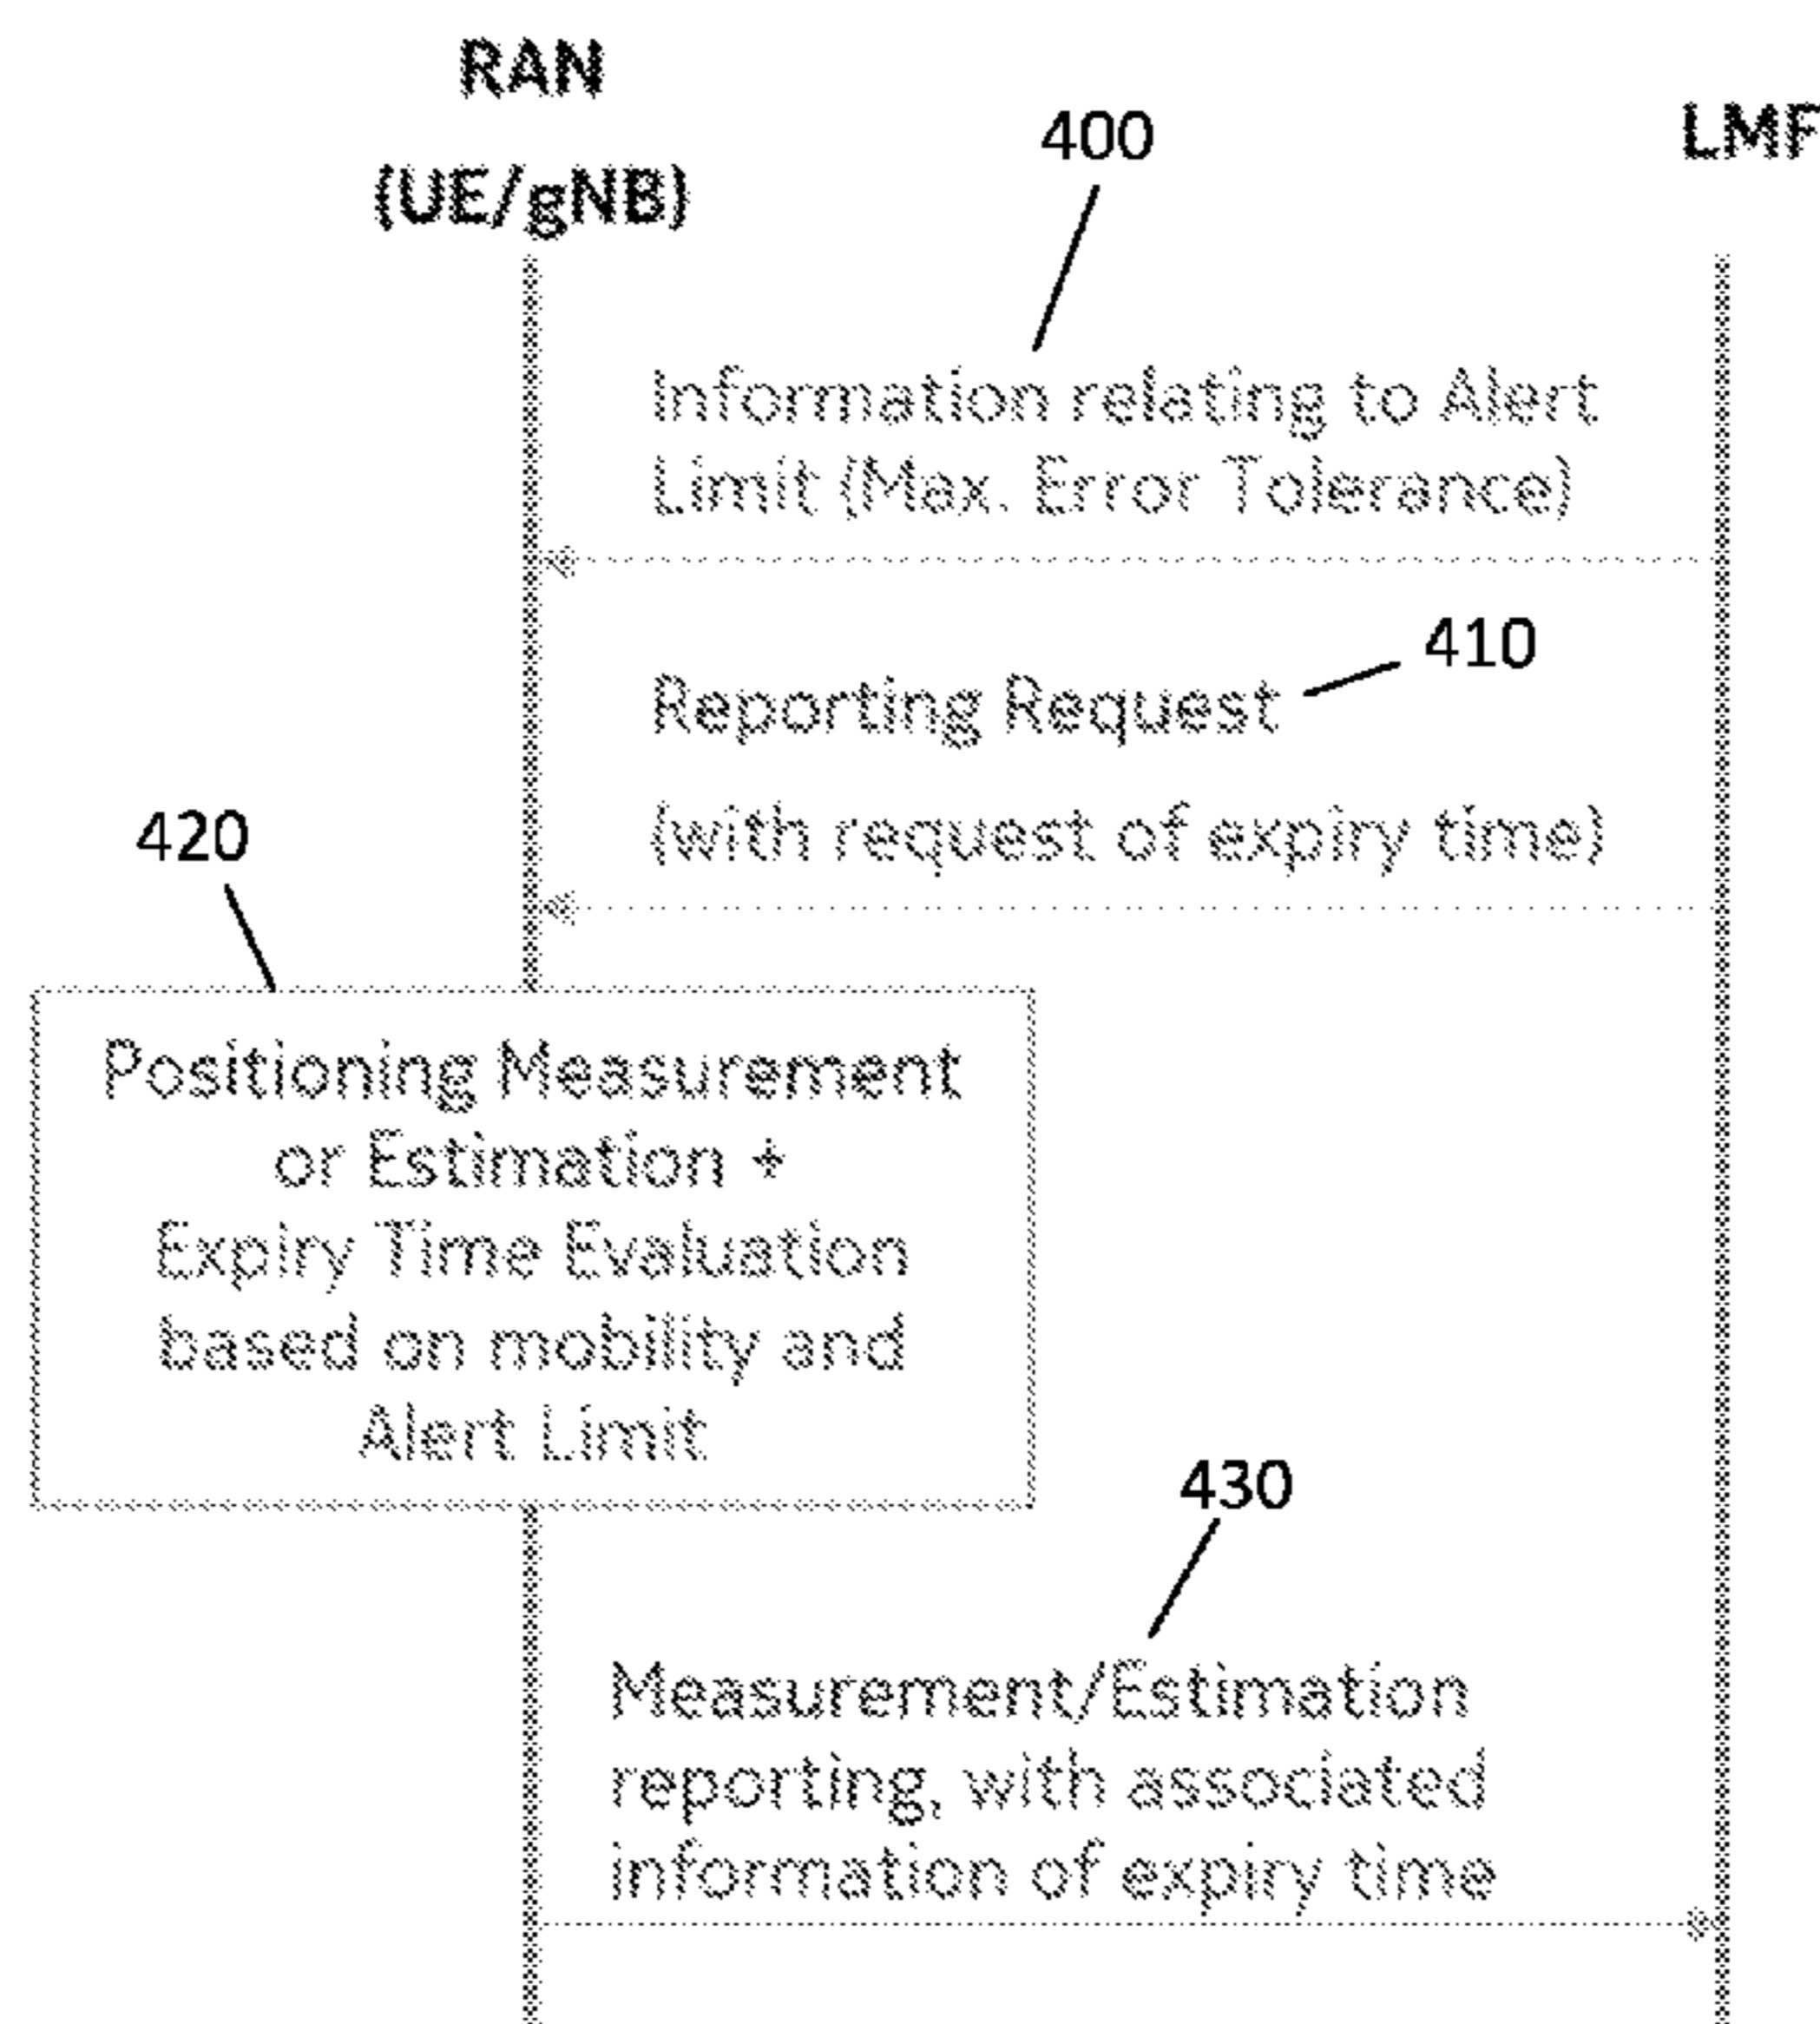 RAN
(UE/gNB)
LMF
400
Information relating to Alert
Limit (Max. Error Tolerance)
410
Reporting Request
(with request of expiry time)
420
Positioning Measurement
or Estimation +
Expiry Time Evaluation
based on mobility and
Alert Limit
430
Measurement/Estimation
reporting, with associated
information of expiry time